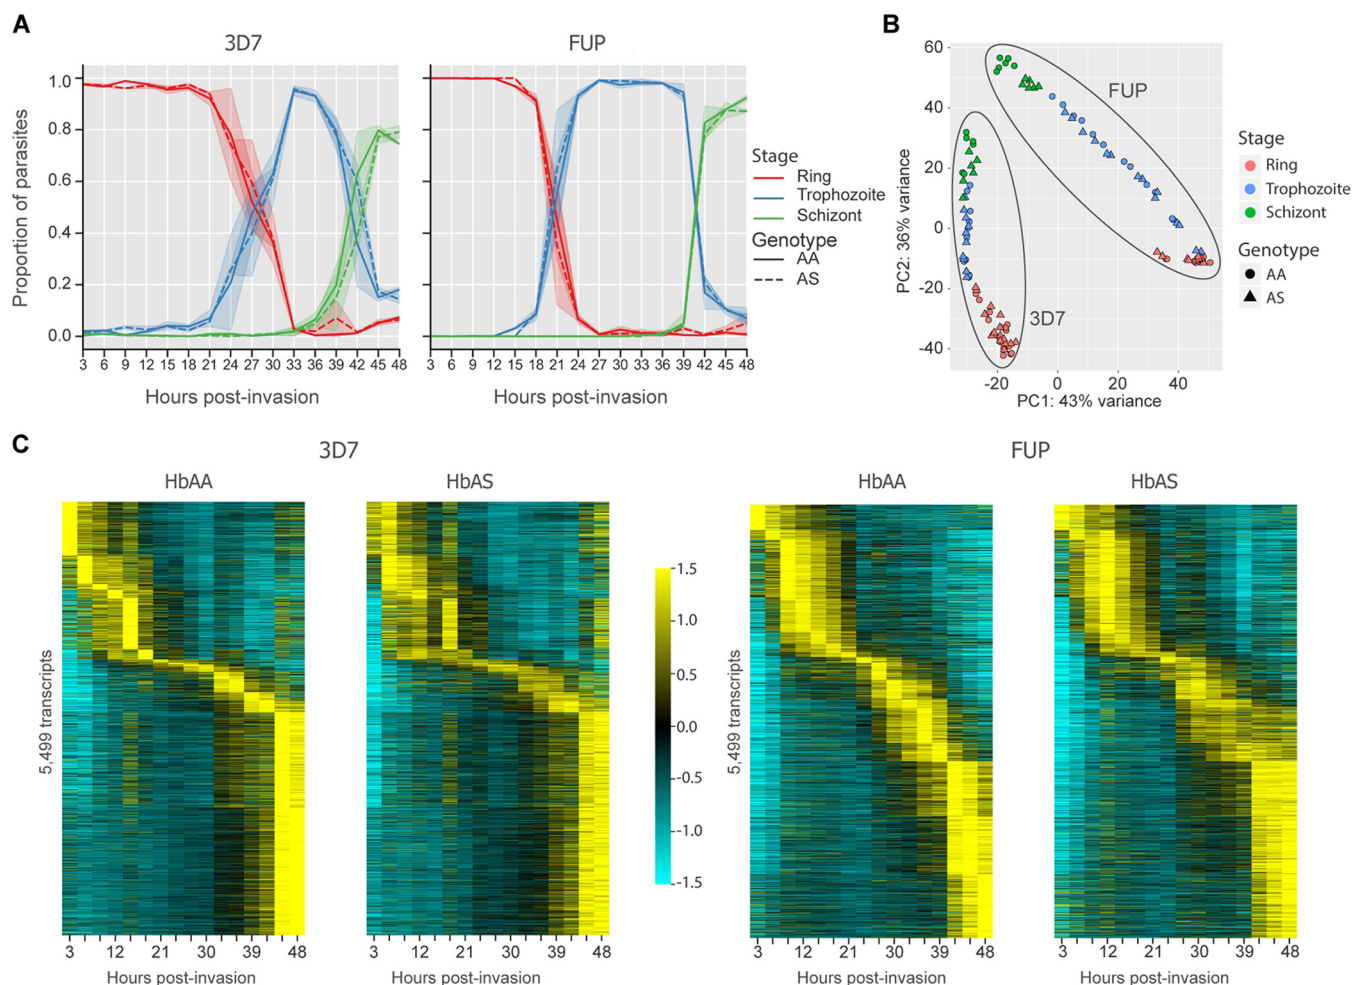 A
3D7
FUP
Proportion of parasites
1.0
0.8
0.6
0.4
0.2
0.0
3 6 9 12 15 18 21 24 27 30 33 36 39 42 45 48
3 6 9 12 15 18 21 24 27 30 33 36 39 42 45 48
Hours post-invasion
Hours post-invasion
Stage
Ring
Trophozoite
Schizont
Genotype
AA
AS
B
PC2: 36% variance
60
40
20
0
-20
-40
FUP
3D7
-20 0 20 40
PC1: 43% variance
Stage
Ring
Trophozoite
Schizont
Genotype
AA
AS
C
3D7
HbAA
HbAS
5,499 transcripts
3 12 21 30 39 48
3 12 21 30 39 48
Hours post-invasion
Hours post-invasion
1.5
1.0
0.5
-0.0
-0.5
-1.0
-1.5
FUP
HbAA
HbAS
5,499 transcripts
3 12 21 30 39 48
3 12 21 30 39 48
Hours post-invasion
Hours post-invasion